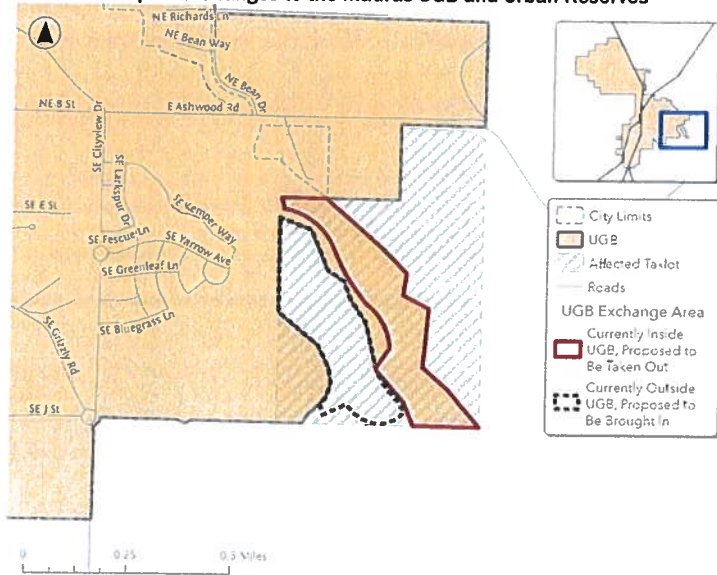 NE Richards Ln
NE Bean Way
NE Bean Dr
NE B St
E Ashwood Rd
SE Cityview Dr
SE Larkspur Dr
SE Kemper Way
SE E St
SE Fescue Ln
SE Yarrow Ave
SE Greenleaf Ln
SE Bluegrass Ln
SE Grizzly Rd
SE J St
0 0.25 0.5 Miles
City Limits
UGB
Affected Taxlot
Roads
UGB Exchange Area
Currently Inside
UGB, Proposed to
Be Taken Out
Currently Outside
UGB, Proposed to
Be Brought In